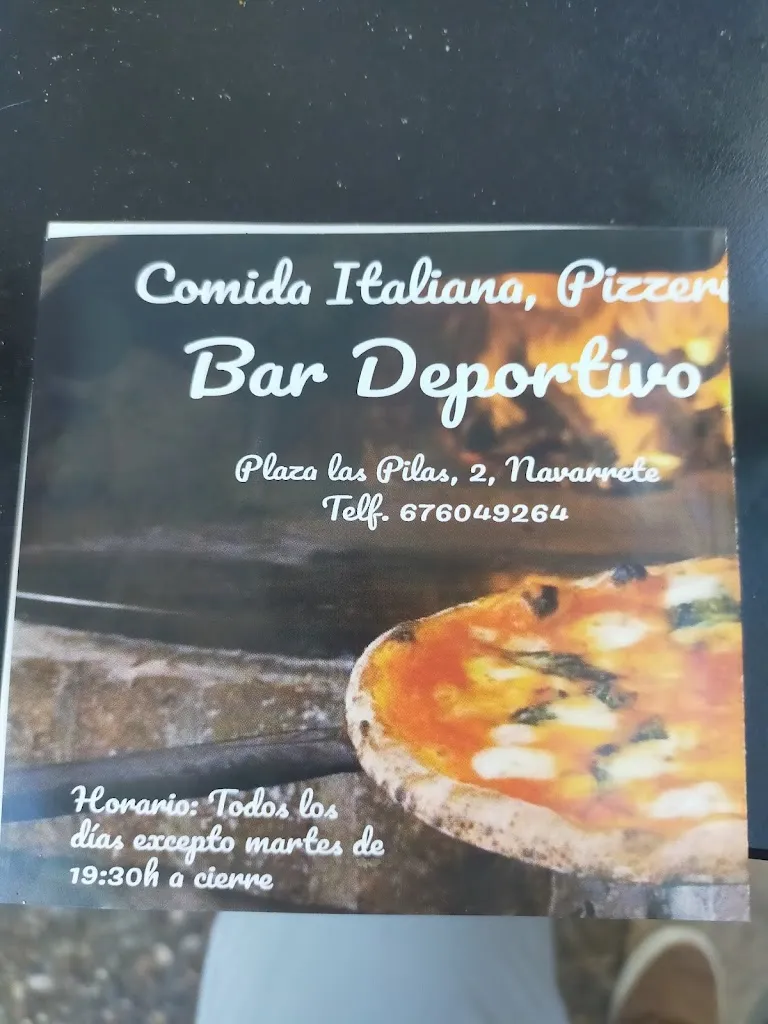 Comida Italiana, Pizzeri
Bar Deportivo
Plaza las Pilas, 2, Navarrete
Telf. 676049264
Horario: Todos los
días excepto martes de
19:30h a cierre